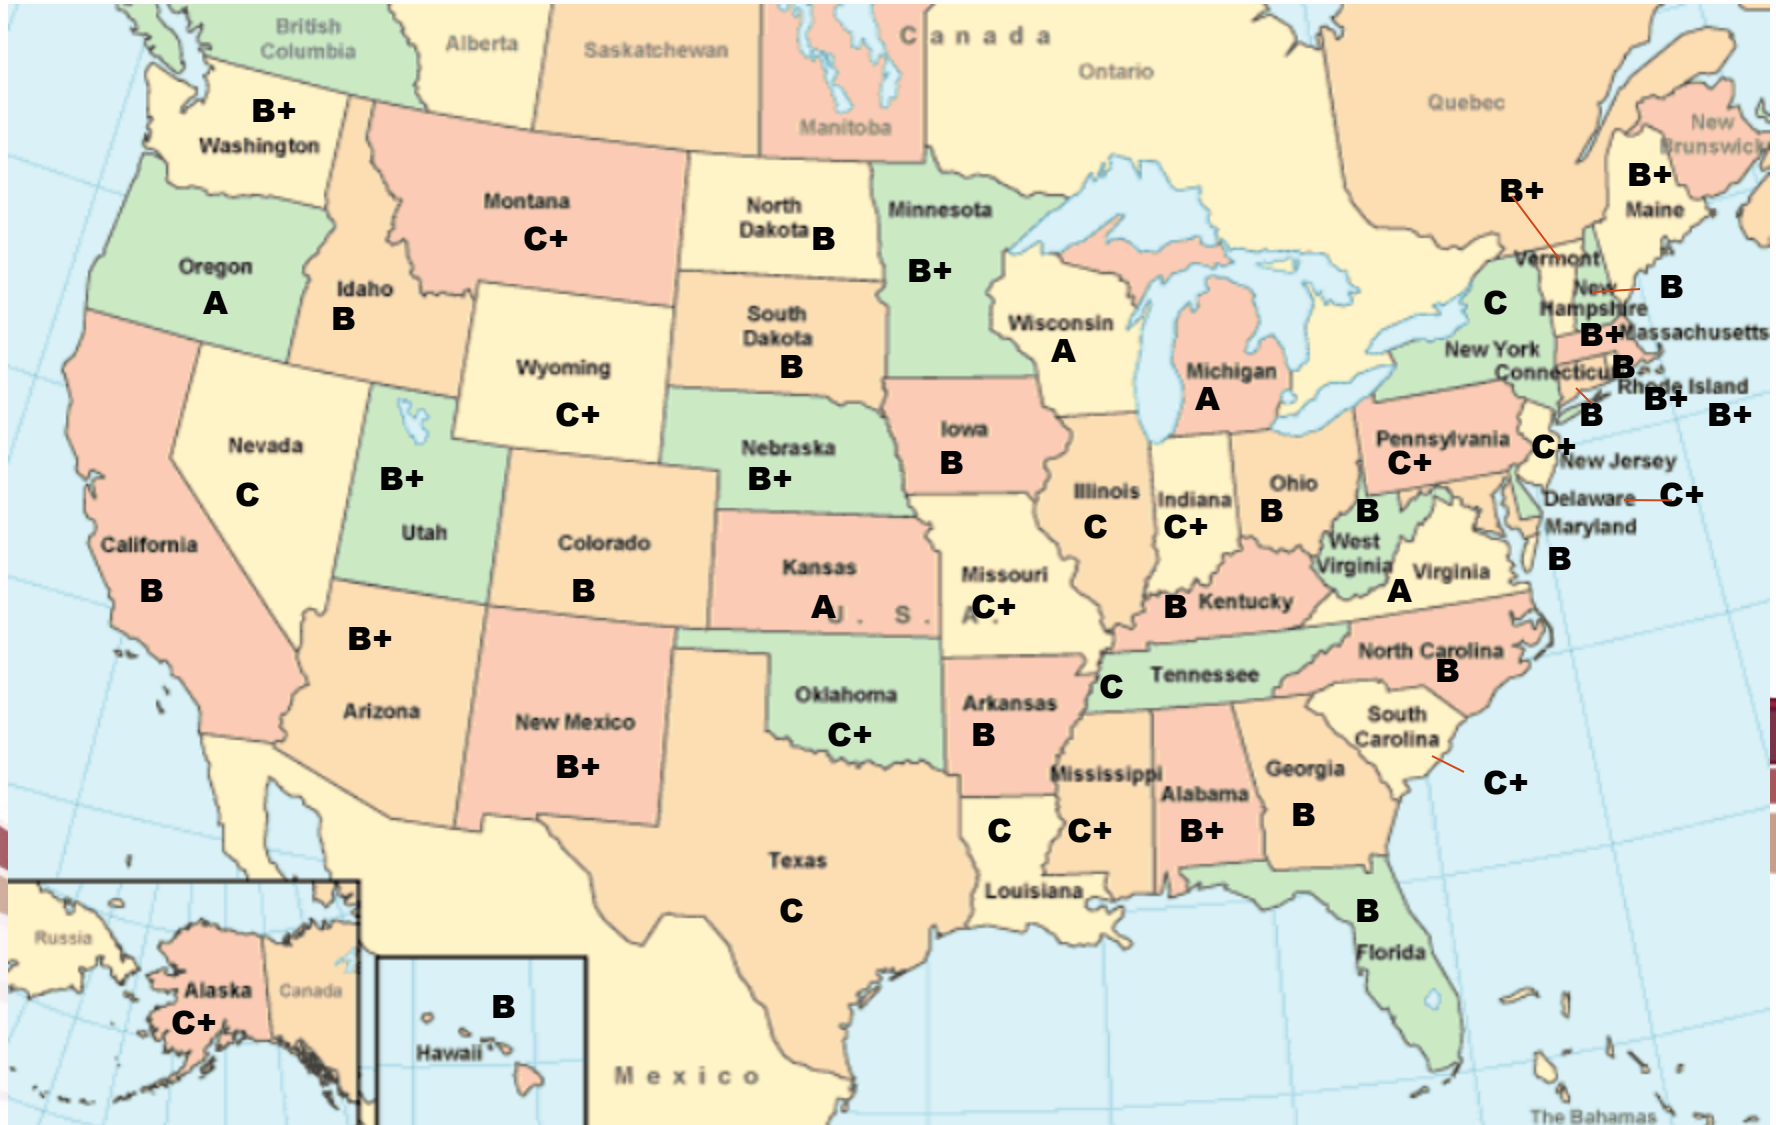 British
Columbia
Alberta
Saskatchewan
Manitoba
Canada
Ontario
Quebec
New
Brunswick
B+
Washington
Montana
C+
North
Dakota B
Minnesota
B+
B+
Vermont
B+
Maine
Oregon
A
Idaho
B
Wyoming
C+
South
Dakota
B
Wisconsin
A
Michigan
A
C
New York
New
Hampshire
B
B+
Massachusetts
Connecticut
B
B
Rhode Island
B+
B+
Nevada
C
B+
Utah
Colorado
B
Nebraska
B+
Iowa
B
Illinois
C
Indiana
C+
Ohio
B
Pennsylvania
C+
C+
New Jersey
Delaware
C+
Maryland
B
B
West
Virginia
Virginia
A
California
B
Kansas
A
U. S. A.
Missouri
C+
B Kentucky
B+
Arizona
New Mexico
B+
Oklahoma
C+
Arkansas
B
C Tennessee
North Carolina
B
South
Carolina
C+
Mississippi
C+
Alabama
B+
Georgia
B
Texas
C
C
Louisiana
B
Florida
Russia
Alaska
C+
Canada
B
Hawaii
Mexico
The Bahamas